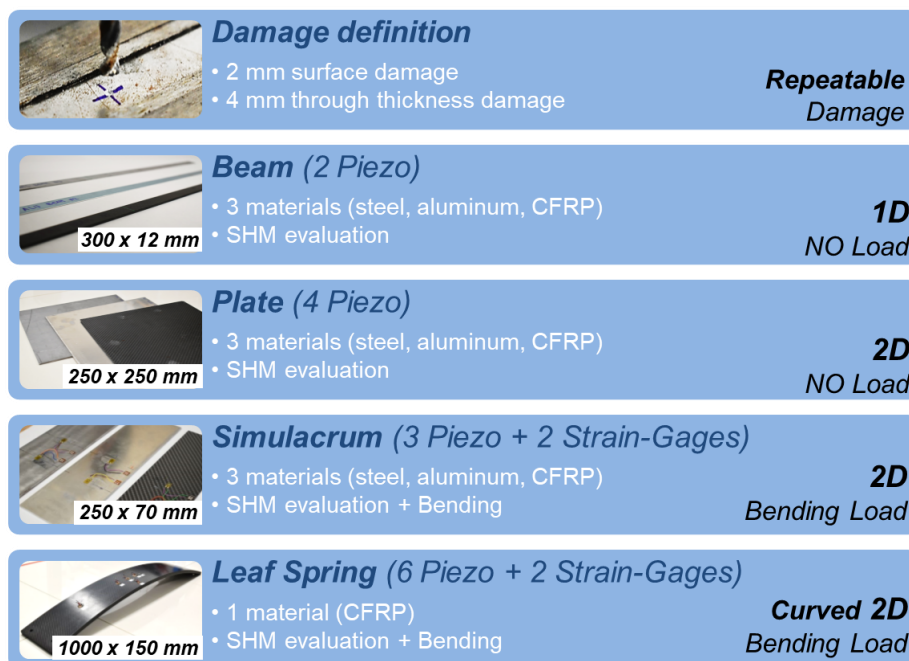 Damage definition
• 2 mm surface damage
• 4 mm through thickness damage
Repeatable
Damage
Beam (2 Piezo)
• 3 materials (steel, aluminum, CFRP)
• SHM evaluation
300 x 12 mm
1D
NO Load
Plate (4 Piezo)
• 3 materials (steel, aluminum, CFRP)
• SHM evaluation
250 x 250 mm
2D
NO Load
Simulacrum (3 Piezo + 2 Strain-Gages)
• 3 materials (steel, aluminum, CFRP)
• SHM evaluation + Bending
250 x 70 mm
2D
Bending Load
Leaf Spring (6 Piezo + 2 Strain-Gages)
• 1 material (CFRP)
• SHM evaluation + Bending
1000 x 150 mm
Curved 2D
Bending Load